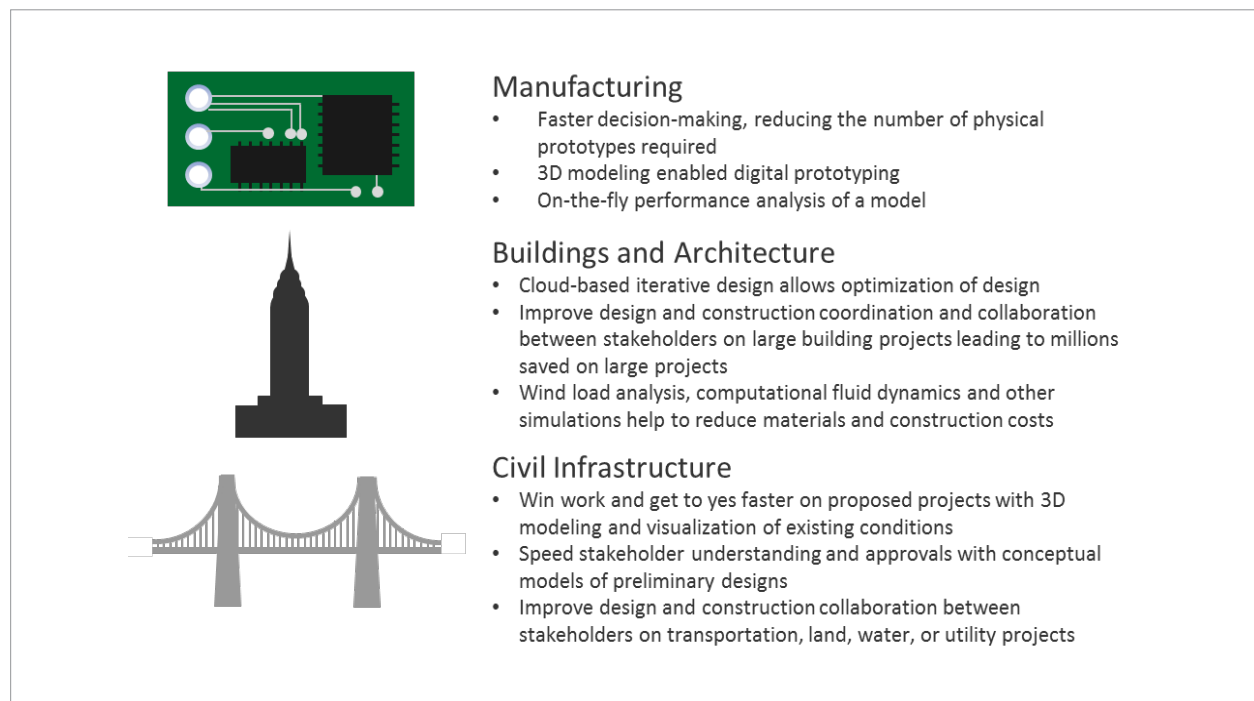 Manufacturing
• Faster decision-making, reducing the number of physical
prototypes required
• 3D modeling enabled digital prototyping
• On-the-fly performance analysis of a model
Buildings and Architecture
• Cloud-based iterative design allows optimization of design
• Improve design and construction coordination and collaboration
between stakeholders on large building projects leading to millions
saved on large projects
• Wind load analysis, computational fluid dynamics and other
simulations help to reduce materials and construction costs
Civil Infrastructure
• Win work and get to yes faster on proposed projects with 3D
modeling and visualization of existing conditions
• Speed stakeholder understanding and approvals with conceptual
models of preliminary designs
• Improve design and construction collaboration between
stakeholders on transportation, land, water, or utility projects